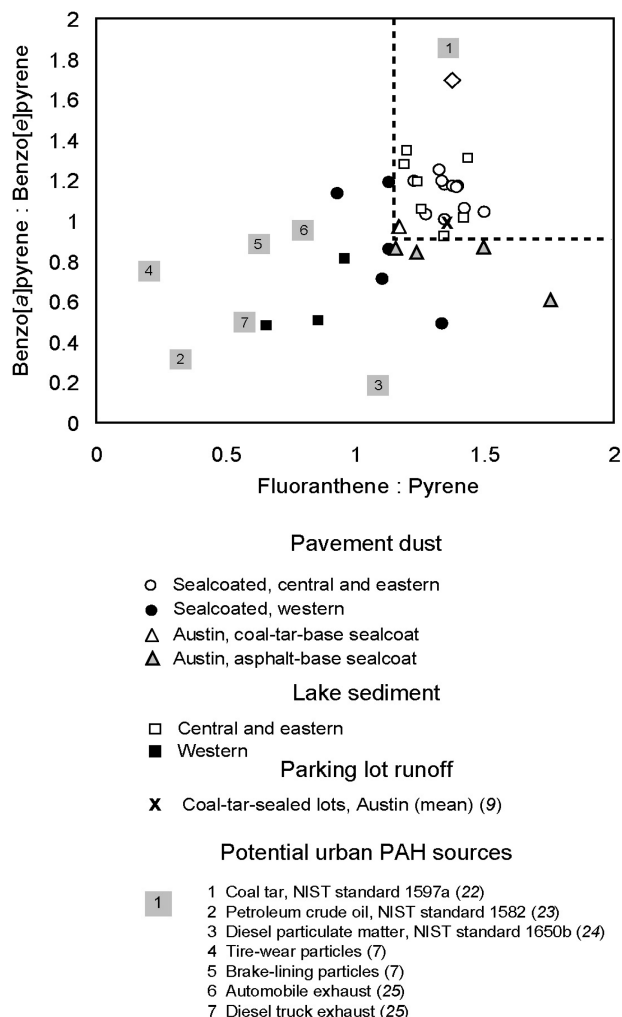 2
1.8
1.6
1.4
1.2
1
0.8
0.6
0.4
0.2
0
Benzo[a]pyrene : Benzo[e]pyrene
1
6
5
4
7
2
3
0 0.5 1 1.5 2
Fluoranthene : Pyrene
Pavement dust
Sealcoated, central and eastern
Sealcoated, western
Austin, coal-tar-base sealcoat
Austin, asphalt-base sealcoat
Lake sediment
Central and eastern
Western
Parking lot runoff
x Coal-tar-sealed lots, Austin (mean) (9)
Potential urban PAH sources
1 1 Coal tar, NIST standard 1597a (22)
2 Petroleum crude oil, NIST standard 1582 (23)
3 Diesel particulate matter, NIST standard 1650b (24)
4 Tire-wear particles (7)
5 Brake-lining particles (7)
6 Automobile exhaust (25)
7 Diesel truck exhaust (25)